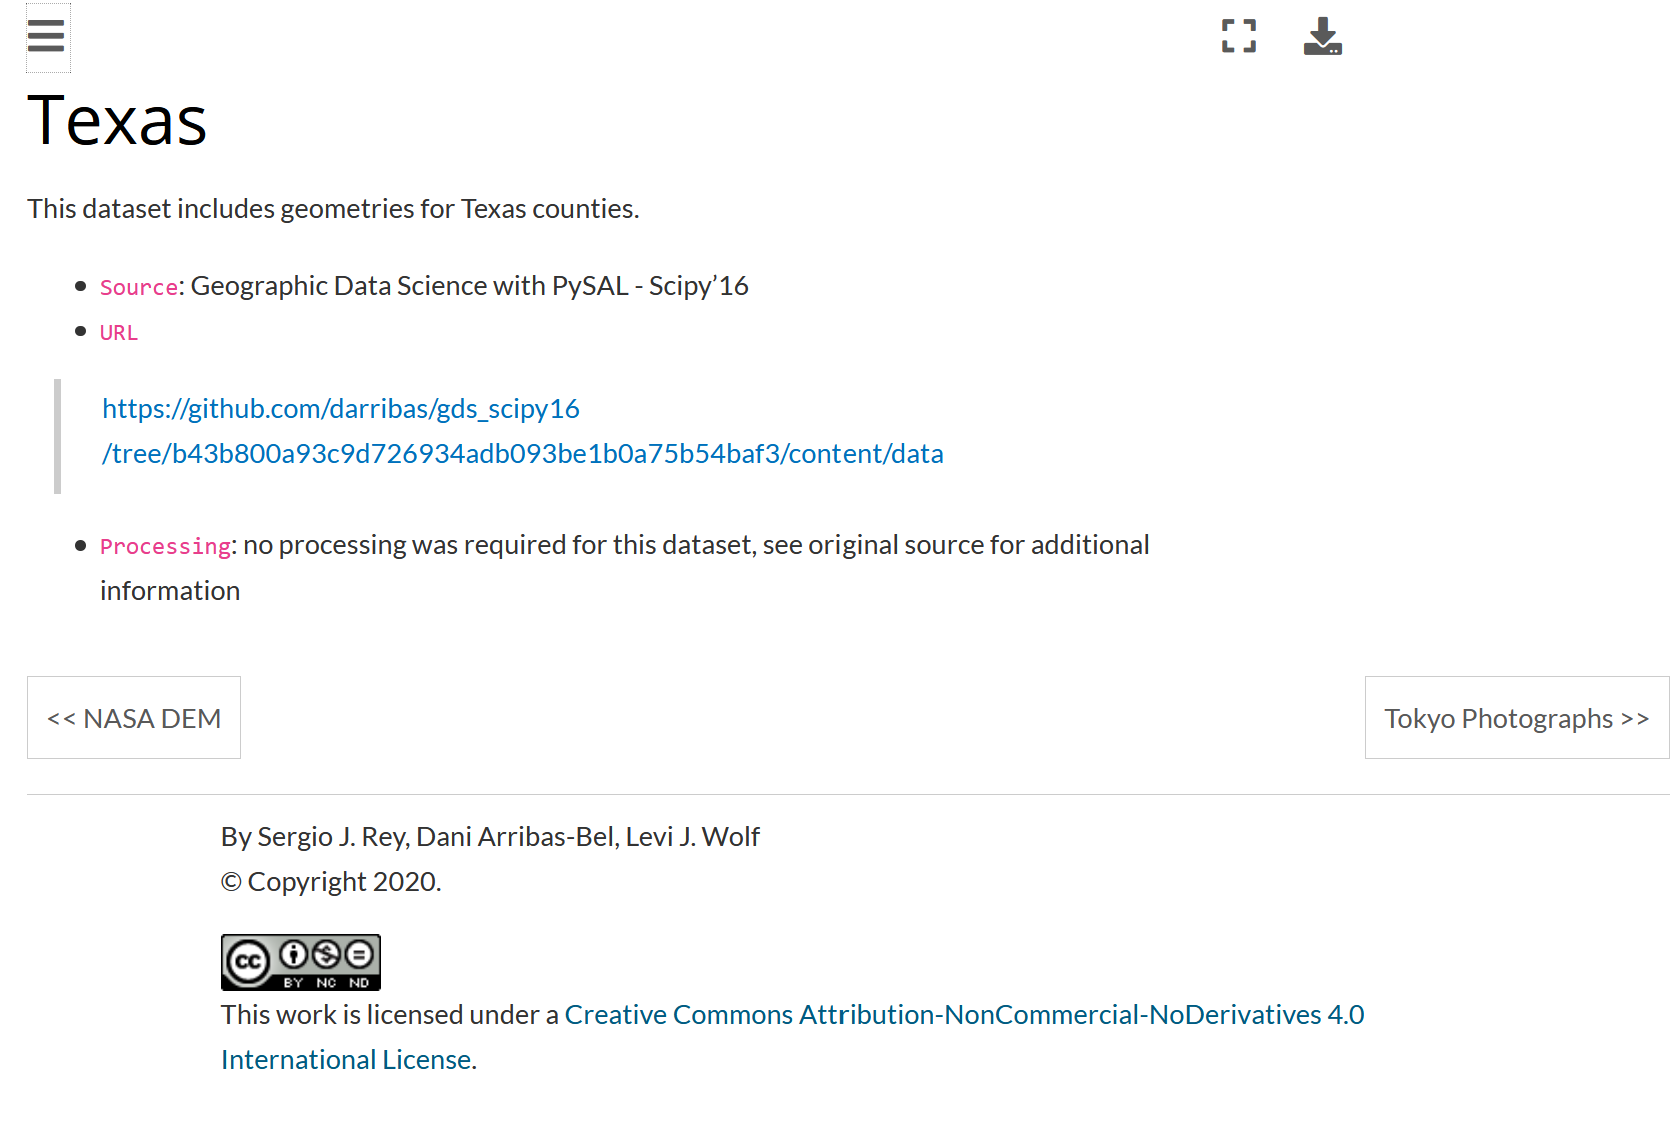 Texas
This dataset includes geometries for Texas counties.
Source: Geographic Data Science with PySAL - Scipy’16
URL
https://github.com/darribas/gds_scipy16
/tree/b43b800a93c9d726934adb093be1b0a75b54baf3/content/data
Processing: no processing was required for this dataset, see original source for additional
information
<< NASA DEM
Tokyo Photographs >>
By Sergio J. Rey, Dani Arribas-Bel, Levi J. Wolf
© Copyright 2020.
cc BY NC ND
This work is licensed under a Creative Commons Attribution-NonCommercial-NoDerivatives 4.0
International License.